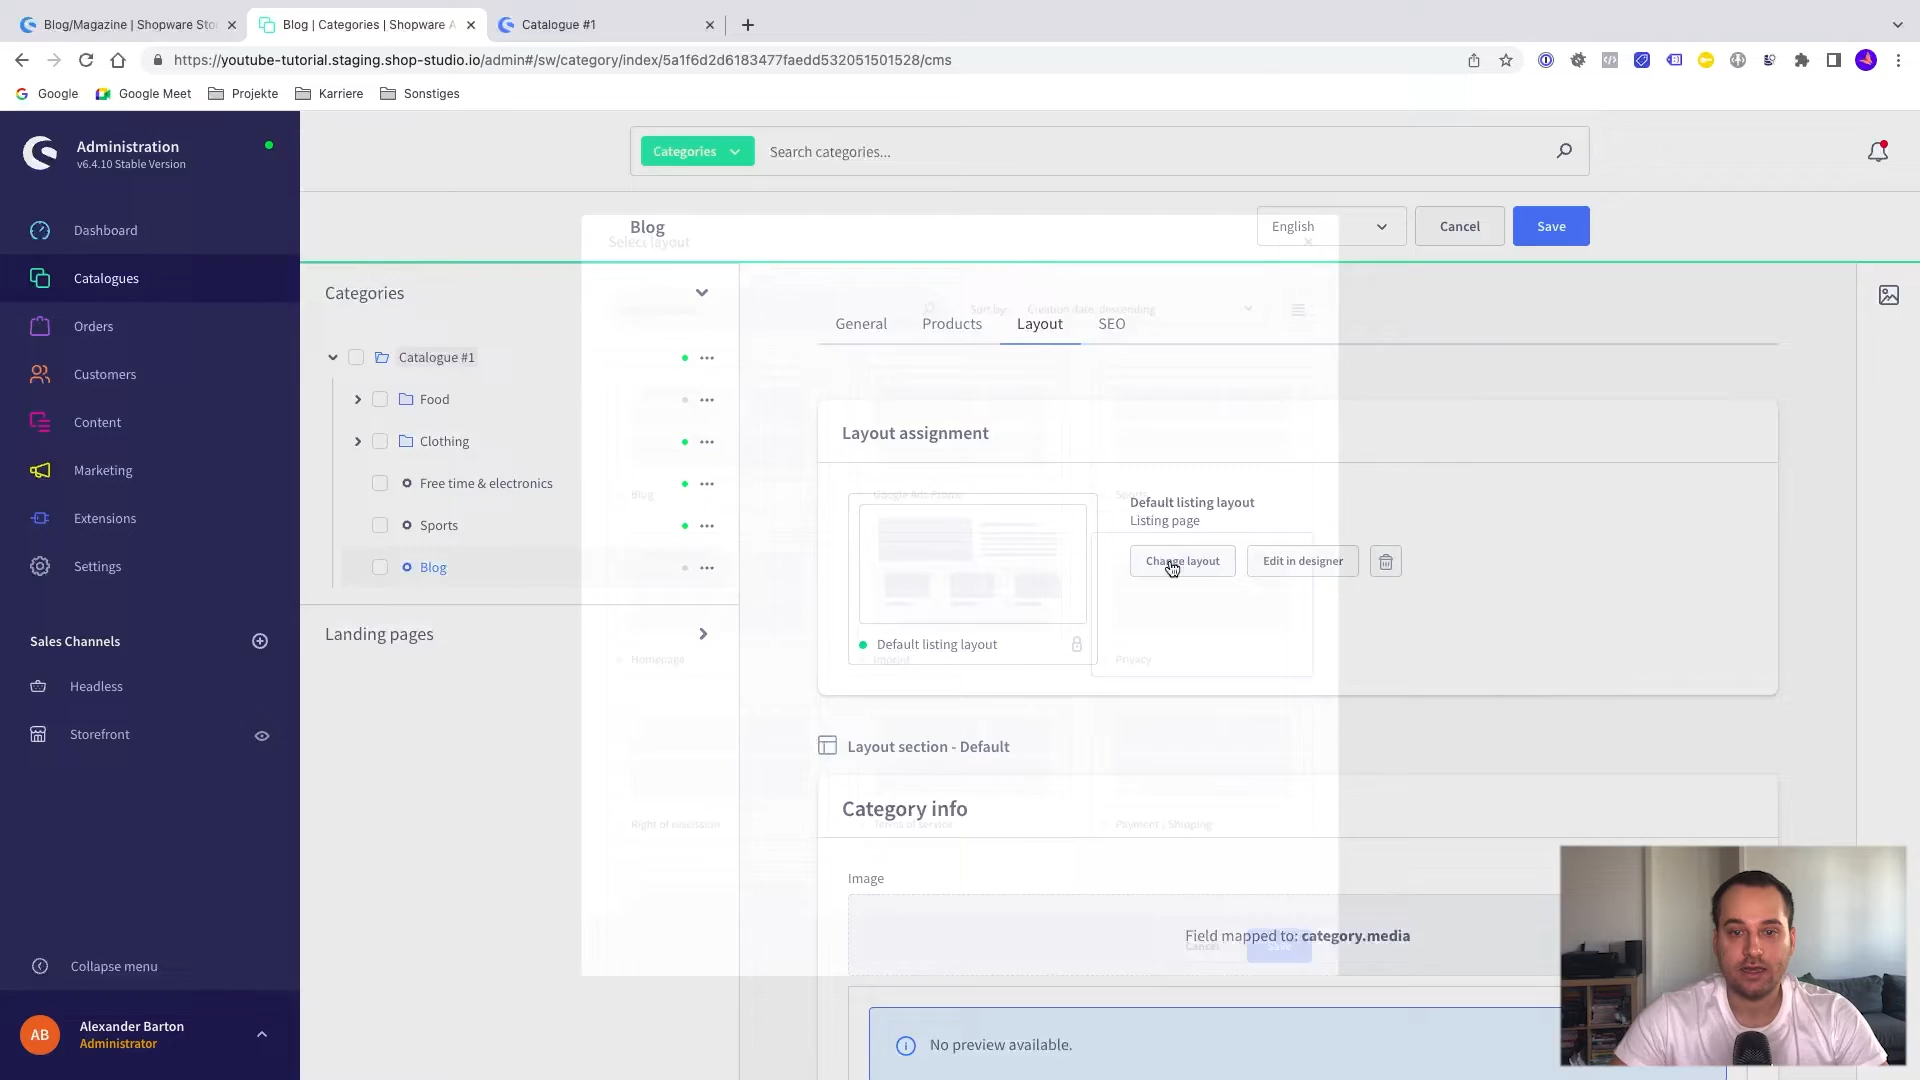 Blog/Magazine | Shopware Sto
Blog | Categories | Shopware A
Catalogue #1
https://youtube-tutorial.staging.shop-studio.io/admin#/sw/category/index/5a1f6d2d6183477faedd532051501528/cms
Google
Google Meet
Projekte
Karriere
Sonstiges
Administration
v6.4.10 Stable Version
Categories
Search categories...
Dashboard
Catalogues
Orders
Customers
Content
Marketing
Extensions
Settings
Sales Channels
Headless
Storefront
Collapse menu
AB
Alexander Barton
Administrator
Blog
English
Cancel
Save
Select layout
Categories
Catalogue #1
Food
Clothing
Free time & electronics
Sports
Blog
Landing pages
Sort by:
Creation date, descending
General
Products
Layout
SEO
Layout assignment
Blog
Google Ads Promo
Sports
Default listing layout
Listing page
Change layout
Edit in designer
Default listing layout
Homepage
Imprint
Privacy
Layout section - Default
Category info
Right of rescission
Terms of service
Payment / Shipping
Image
Field mapped to: category.media
Cancel
Save
No preview available.